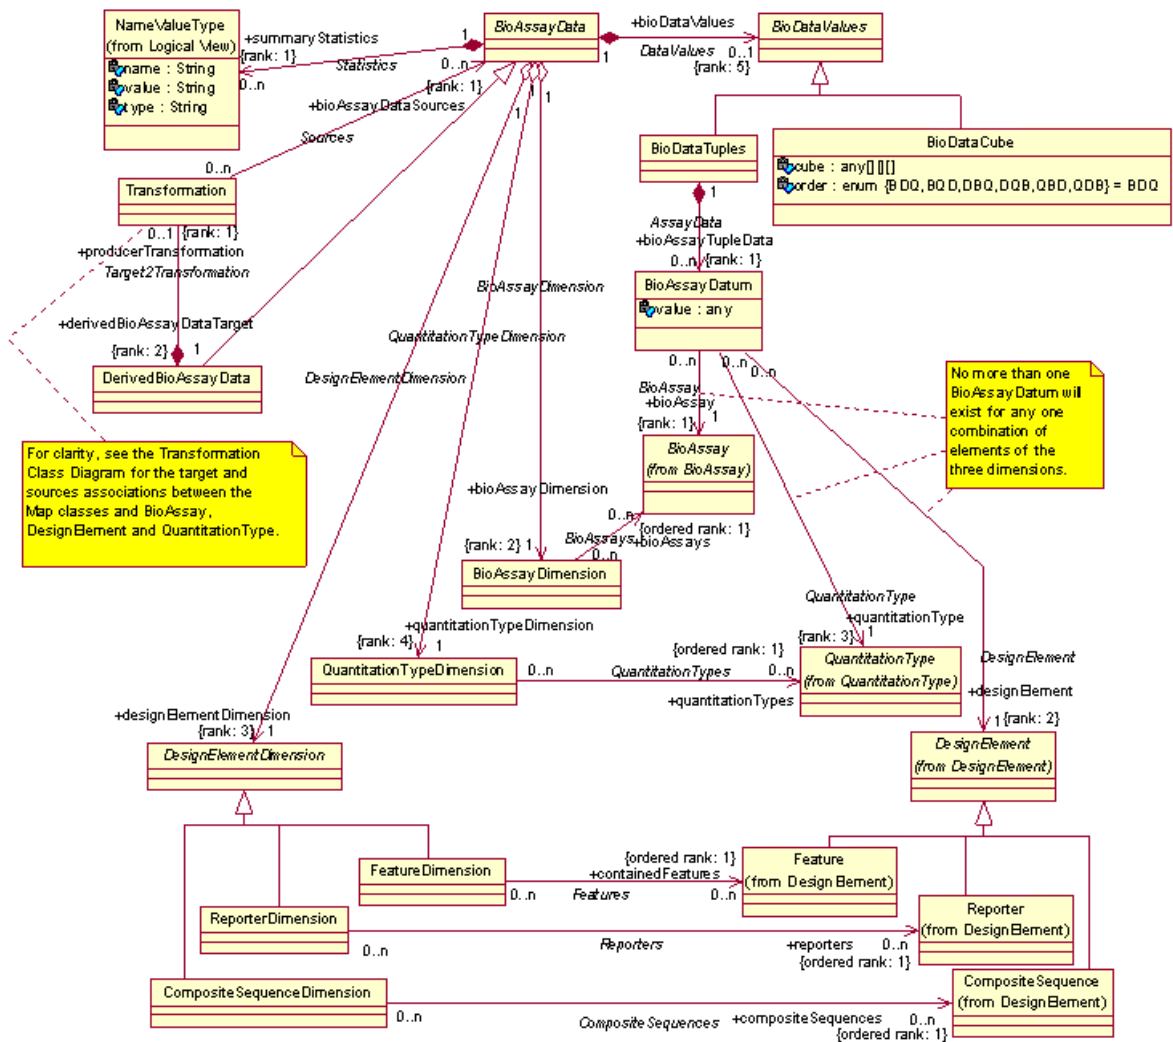 NameValueType
(from Logical View)
name : String
value : String
type : String
+summaryStatistics
{rank: 1}
Statistics
0..n
1
BioAssayData
1
+bioDataValues
DataValues
0..1
{rank: 5}
BioDataValues
0..n
{rank: 1}
+bioAssayDataSources
Sources
0..n
1
1
1
Transformation
0..1
{rank: 1}
+producerTransformation
Target2Transformation
+derivedBioAssayDataTarget
{rank: 2}
1
DerivedBioAssayData
BioDataTuples
1
BioDataCube
cube : any[][][]
order : enum {BDQ,BQD,DBQ,DQB,QBD,QDB} = BDQ
AssayData
+bioAssayTupleData
0..n
{rank: 1}
BioAssayDatum
value : any
0..n
0..n
0..n
BioAssayDimension
QuantitationTypeDimension
DesignElementDimension
BioAssay
+bioAssay
{rank: 1}
1
BioAssay
(from BioAssay)
No more than one
BioAssayDatum will
exist for any one
combination of
elements of the
three dimensions.
For clarity, see the Transformation
Class Diagram for the target and
sources associations between the
Map classes and BioAssay,
DesignElement and QuantitationType.
+bioAssayDimension
{rank: 2}
1
0..n
{ordered rank: 1}
BioAssays
+bioAssays
0..n
BioAssayDimension
+quantitationTypeDimension
{rank: 4}
1
QuantitationTypeDimension
0..n
QuantitationTypes
{ordered rank: 1}
0..n
+quantitationTypes
QuantitationType
+quantitationType
{rank: 3}
1
QuantitationType
(from QuantitationType)
DesignElement
+designElement
1
{rank: 2}
DesignElement
(from DesignElement)
+designElementDimension
{rank: 3}
1
DesignElementDimension
FeatureDimension
0..n
{ordered rank: 1}
+containedFeatures
Features
0..n
Feature
(from DesignElement)
ReporterDimension
0..n
Reporters
+reporters
0..n
{ordered rank: 1}
Reporter
(from DesignElement)
CompositeSequenceDimension
0..n
CompositeSequences
+compositeSequences
0..n
{ordered rank: 1}
CompositeSequence
(from DesignElement)